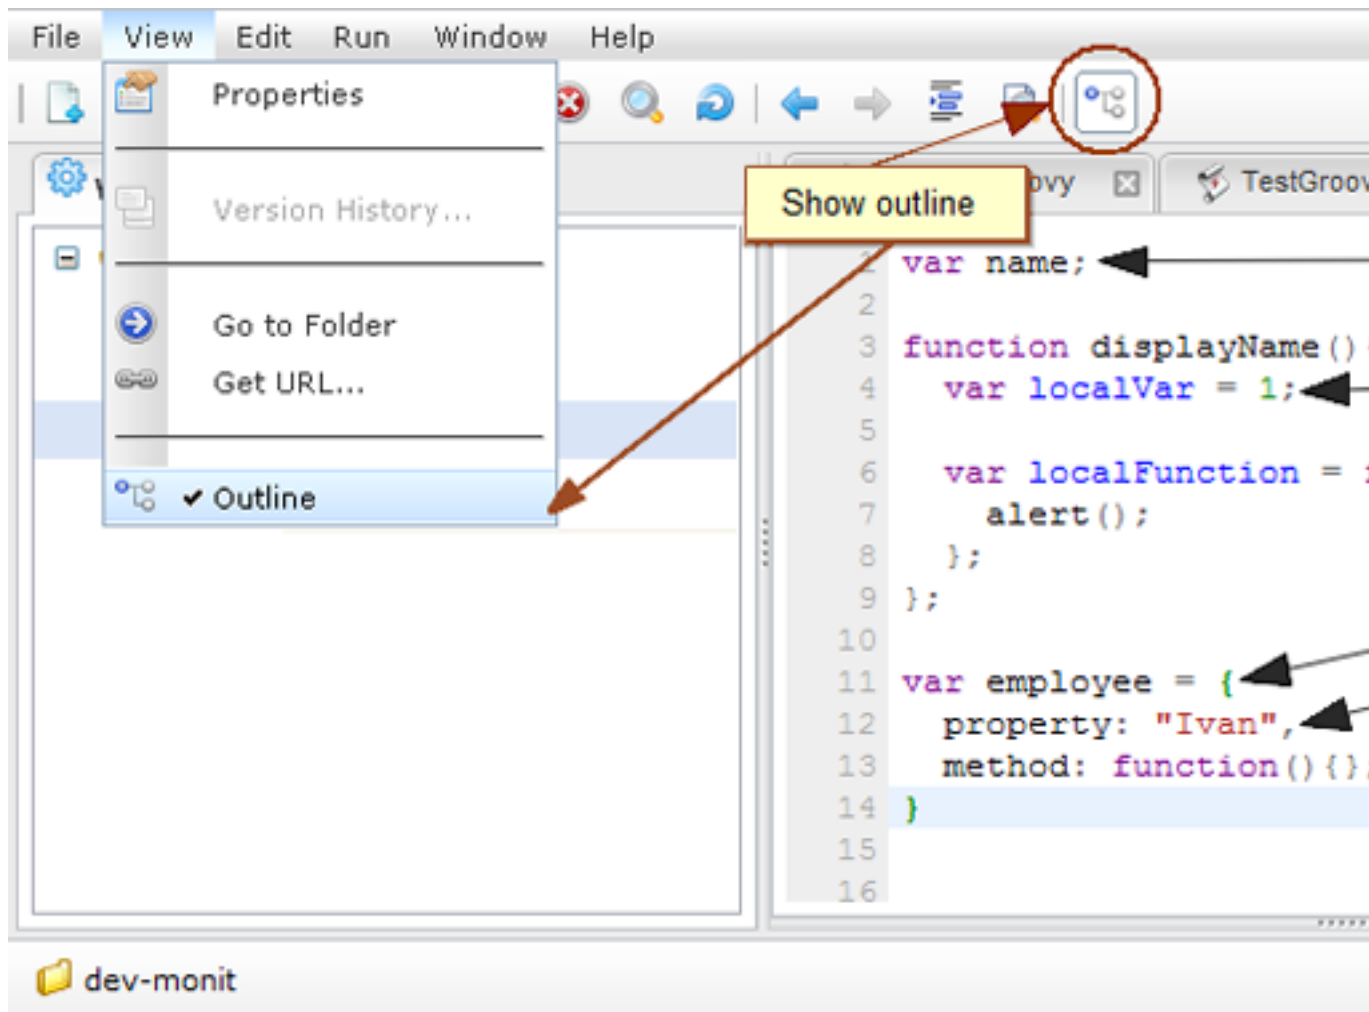 File View Edit Run Window Help
Properties
Version History...
Go to Folder
Get URL...
Outline
Show outline
TestGroov
1 var name;
2
3 function displayName()
4 var localVar = 1;
5
6 var localFunction =
7 alert();
8 };
9 };
10
11 var employee = {
12 property: "Ivan",
13 method: function(){};
14 }
15
16
dev-monit